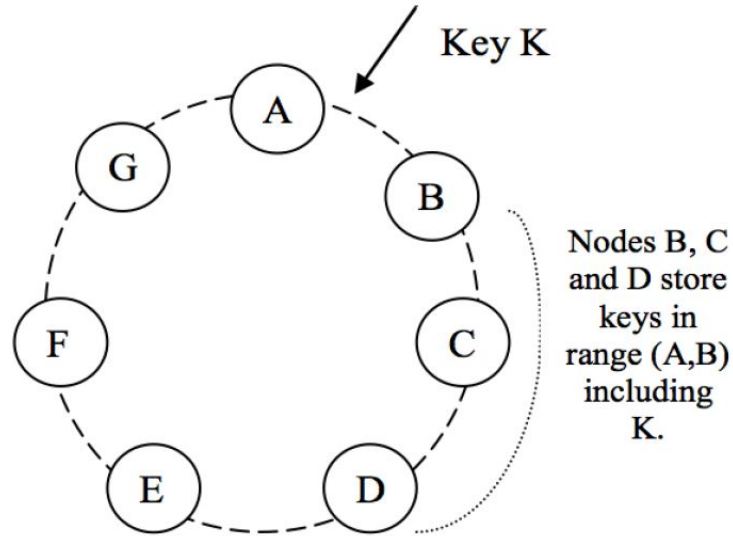 Key K
A
G
B
Nodes B, C
and D store
keys in
range (A,B)
including
K.
F
C
E
D